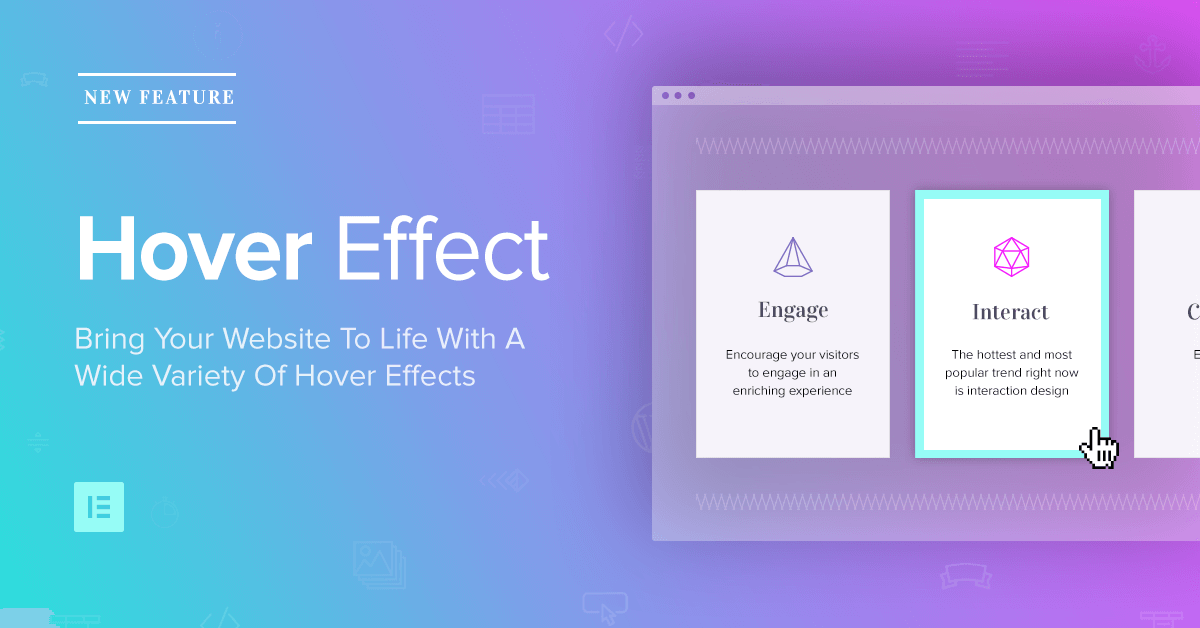 NEW FEATURE
Hover Effect
Bring Your Website To Life With A
Wide Variety Of Hover Effects
Engage
Encourage your visitors
to engage in an
enriching experience
Interact
The hottest and most
popular trend right now
is interaction design
C
E